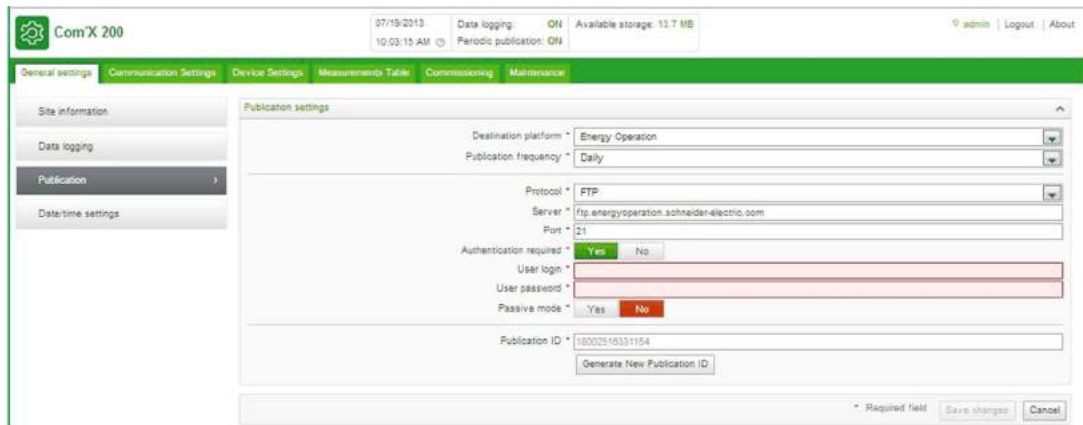 Com'X 200
07/19/2013
10:03:15 AM
Data logging: ON
Periodic publication: ON
Available storage: 13.7 MB
admin | Logout | About
General settings
Communication Settings
Device Settings
Measurements Table
Commissioning
Maintenance
Site information
Data logging
Publication
Date/time settings
Publication settings
Destination platform * Energy Operation
Publication frequency * Daily
Protocol * FTP
Server * ftp.energyoperation.schneider-electric.com
Port * 21
Authentication required * Yes No
User login *
User password *
Passive mode * Yes No
Publication ID * 18002516331154
Generate New Publication ID
* Required field
Save changes
Cancel